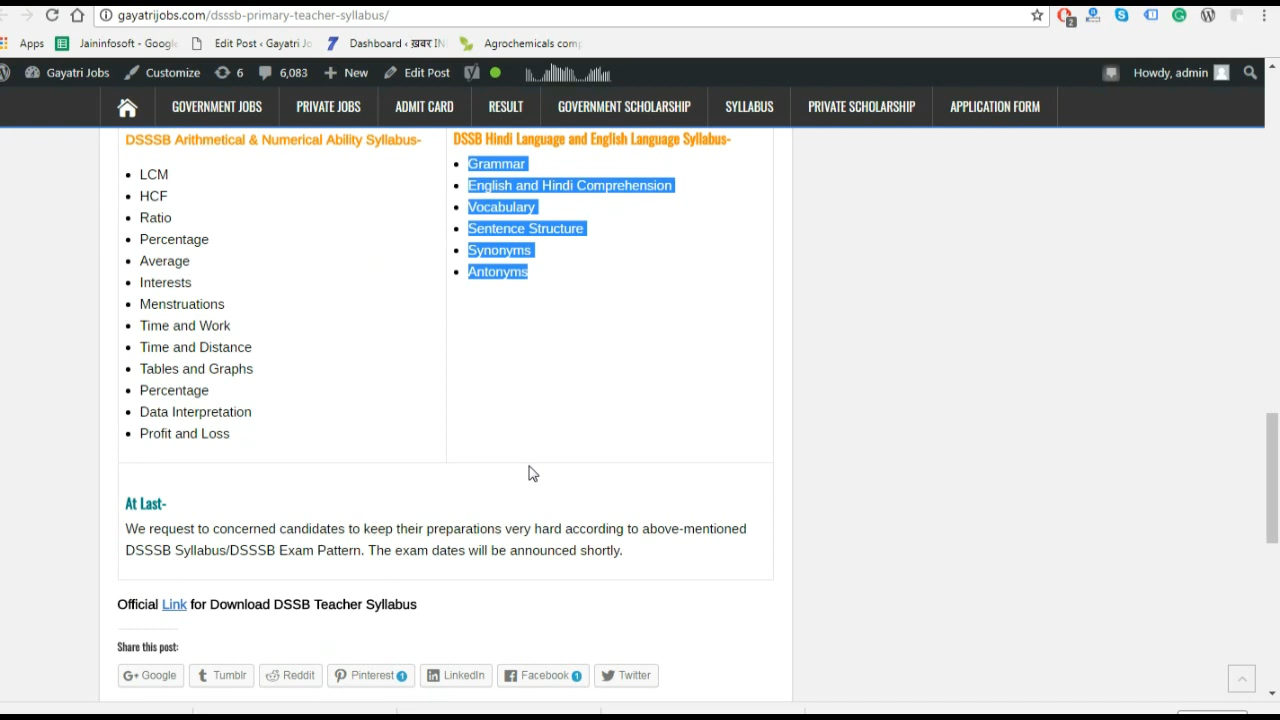 gayatrijobs.com/dsssb-primary-teacher-syllabus/
2
Apps Jaininfosoft - Google Edit Post ‹ Gayatri Jo Dashboard ‹ ख़बर IN Agrochemicals comp
Gayatri Jobs Customize 6 6,083 New Edit Post Howdy, admin
GOVERNMENT JOBS PRIVATE JOBS ADMIT CARD RESULT GOVERNMENT SCHOLARSHIP SYLLABUS PRIVATE SCHOLARSHIP APPLICATION FORM
DSSSB Arithmetical & Numerical Ability Syllabus-
LCM
HCF
Ratio
Percentage
Average
Interests
Menstruations
Time and Work
Time and Distance
Tables and Graphs
Percentage
Data Interpretation
Profit and Loss
DSSB Hindi Language and English Language Syllabus-
Grammar
English and Hindi Comprehension
Vocabulary
Sentence Structure
Synonyms
Antonyms
At Last-
We request to concerned candidates to keep their preparations very hard according to above-mentioned
DSSSB Syllabus/DSSSB Exam Pattern. The exam dates will be announced shortly.
Official Link for Download DSSB Teacher Syllabus
Share this post:
G+ Google Tumblr Reddit Pinterest 1 LinkedIn Facebook 1 Twitter